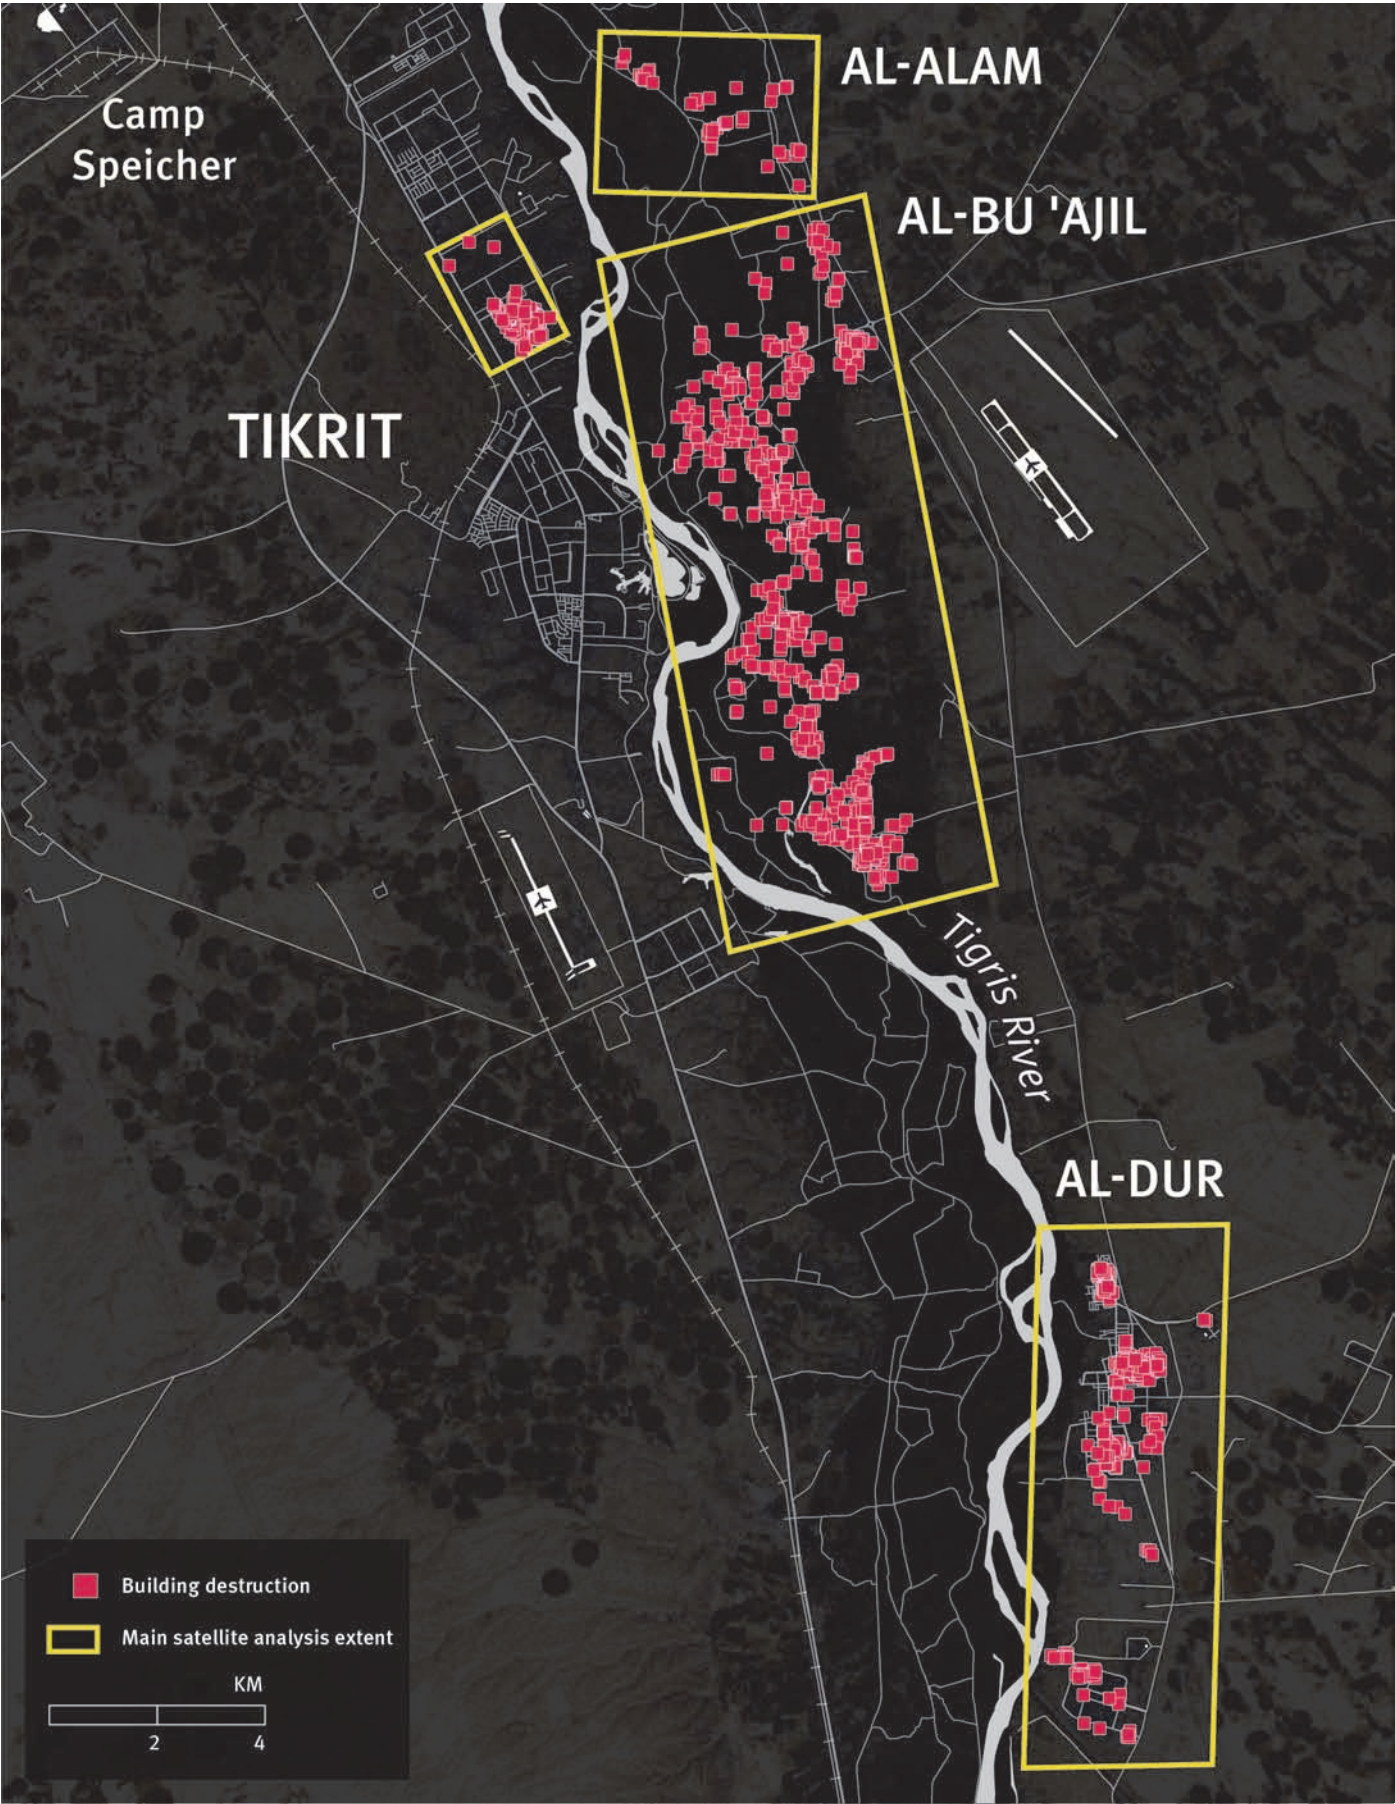 AL-ALAM
Camp
Speicher
AL-BU 'AJIL
TIKRIT
Tigris River
AL-DUR
Building destruction
Main satellite analysis extent
KM
2
4